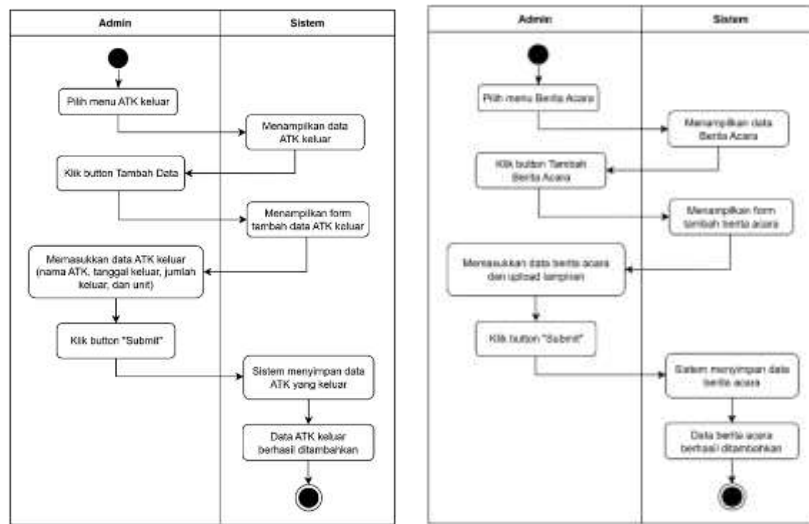 Admin
Sistem
Pilih menu ATK keluar
Menampilkan data
ATK keluar
Klik button Tambah Data
Menampilkan form
tambah data ATK keluar
Memasukkan data ATK keluar
(nama ATK, tanggal keluar, jumlah
keluar, dan unit)
Klik button "Submit"
Sistem menyimpan data
ATK yang keluar
Data ATK keluar
berhasil ditambahkan
Admin
Sistem
Pilih menu Berita Acara
Menampilkan data
Berita Acara
Klik button Tambah
Berita Acara
Menampilkan form
tambah berita acara
Memasukkan data berita acara
dan upload lampiran
Klik button "Submit"
Sistem menyimpan data
berita acara
Data berita acara
berhasil ditambahkan